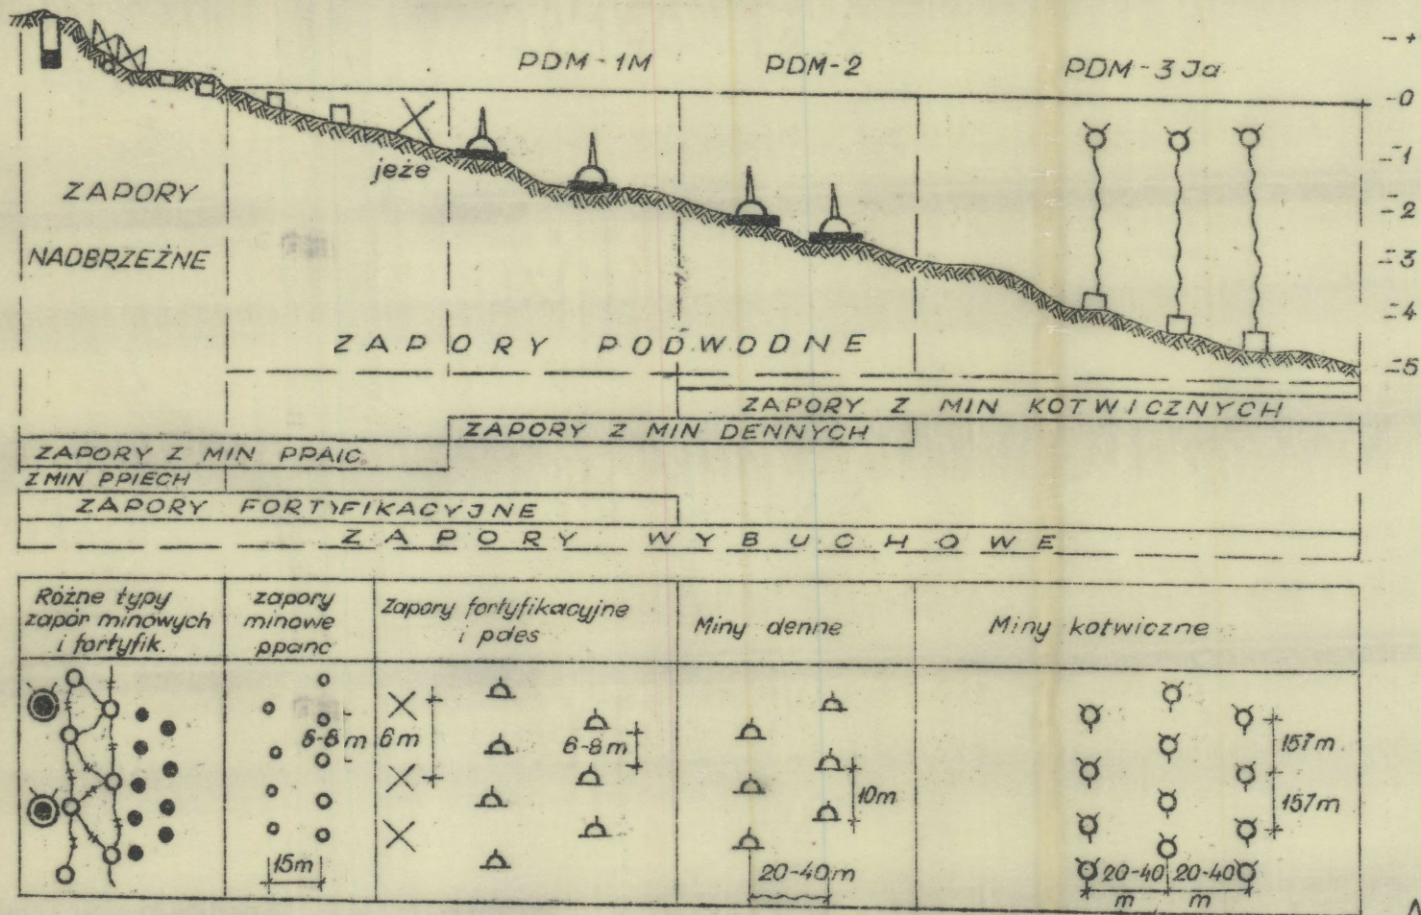 PDM-1M PDM-2 PDM-3Ja
-+
-0
-1
-2
-3
-4
-5
jeże
ZAPORY
NADBRZEŻNE
ZAPORY PODWODNE
ZAPORY Z MIN KOTWICZNYCH
ZAPORY Z MIN DENNYCH
ZAPORY Z MIN PPAIC.
Z MIN PPIECH
ZAPORY FORTYFIKACYJNE
ZAPORY WYBUCHOWE
Różne typy
zapór minowych
i fortyfik.
zapory
minowe
ppanc
Zapory fortyfikacyjne
i pdes
Miny denne
Miny kotwiczne
6-8m
6m
6-8m
10m
157m
157m
15m
20-40m
20-40
m
20-40
m